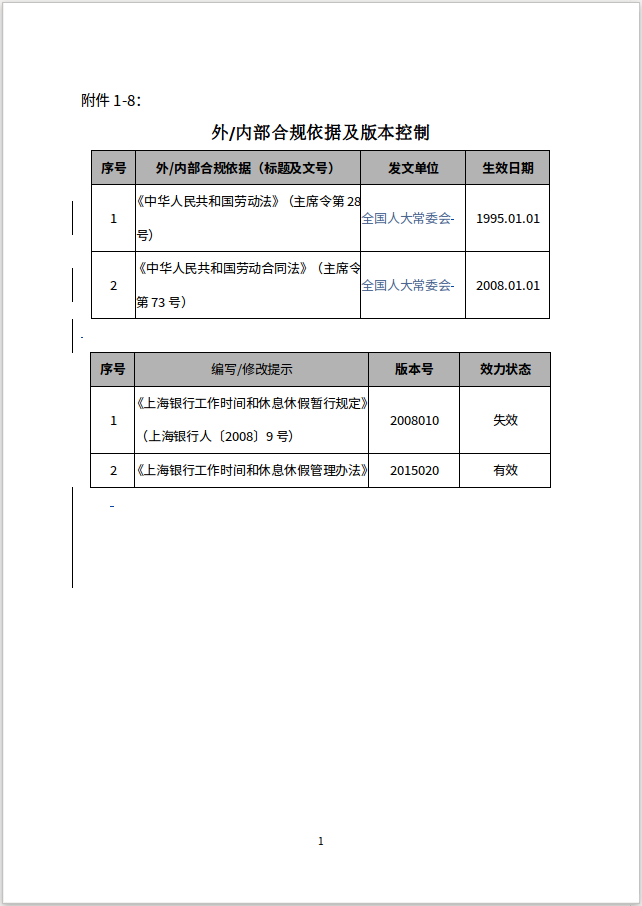 附件 1-8：
外/内部合规依据及版本控制
序号 外/内部合规依据（标题及文号） 发文单位 生效日期
1 《中华人民共和国劳动法》（主席令第 28 号） 全国人大常委会- 1995.01.01
2 《中华人民共和国劳动合同法》（主席令第 73 号） 全国人大常委会- 2008.01.01
.
序号 编写/修改提示 版本号 效力状态
1 《上海银行工作时间和休息休假暂行规定》（上海银行人〔2008〕9 号） 2008010 失效
2 《上海银行工作时间和休息休假管理办法》 2015020 有效
-
1